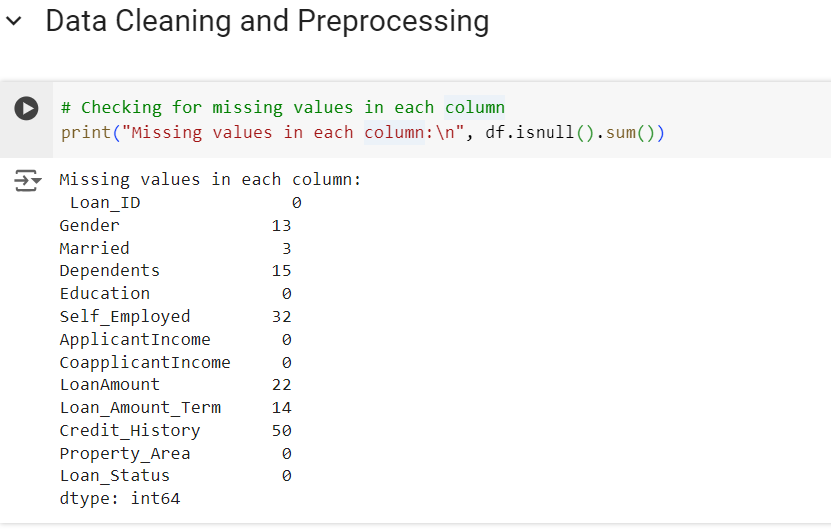 Data Cleaning and Preprocessing
# Checking for missing values in each column
print("Missing values in each column:\n", df.isnull().sum())
Missing values in each column:
 Loan_ID               0
Gender               13
Married               3
Dependents           15
Education             0
Self_Employed        32
ApplicantIncome       0
CoapplicantIncome     0
LoanAmount           22
Loan_Amount_Term     14
Credit_History       50
Property_Area         0
Loan_Status           0
dtype: int64